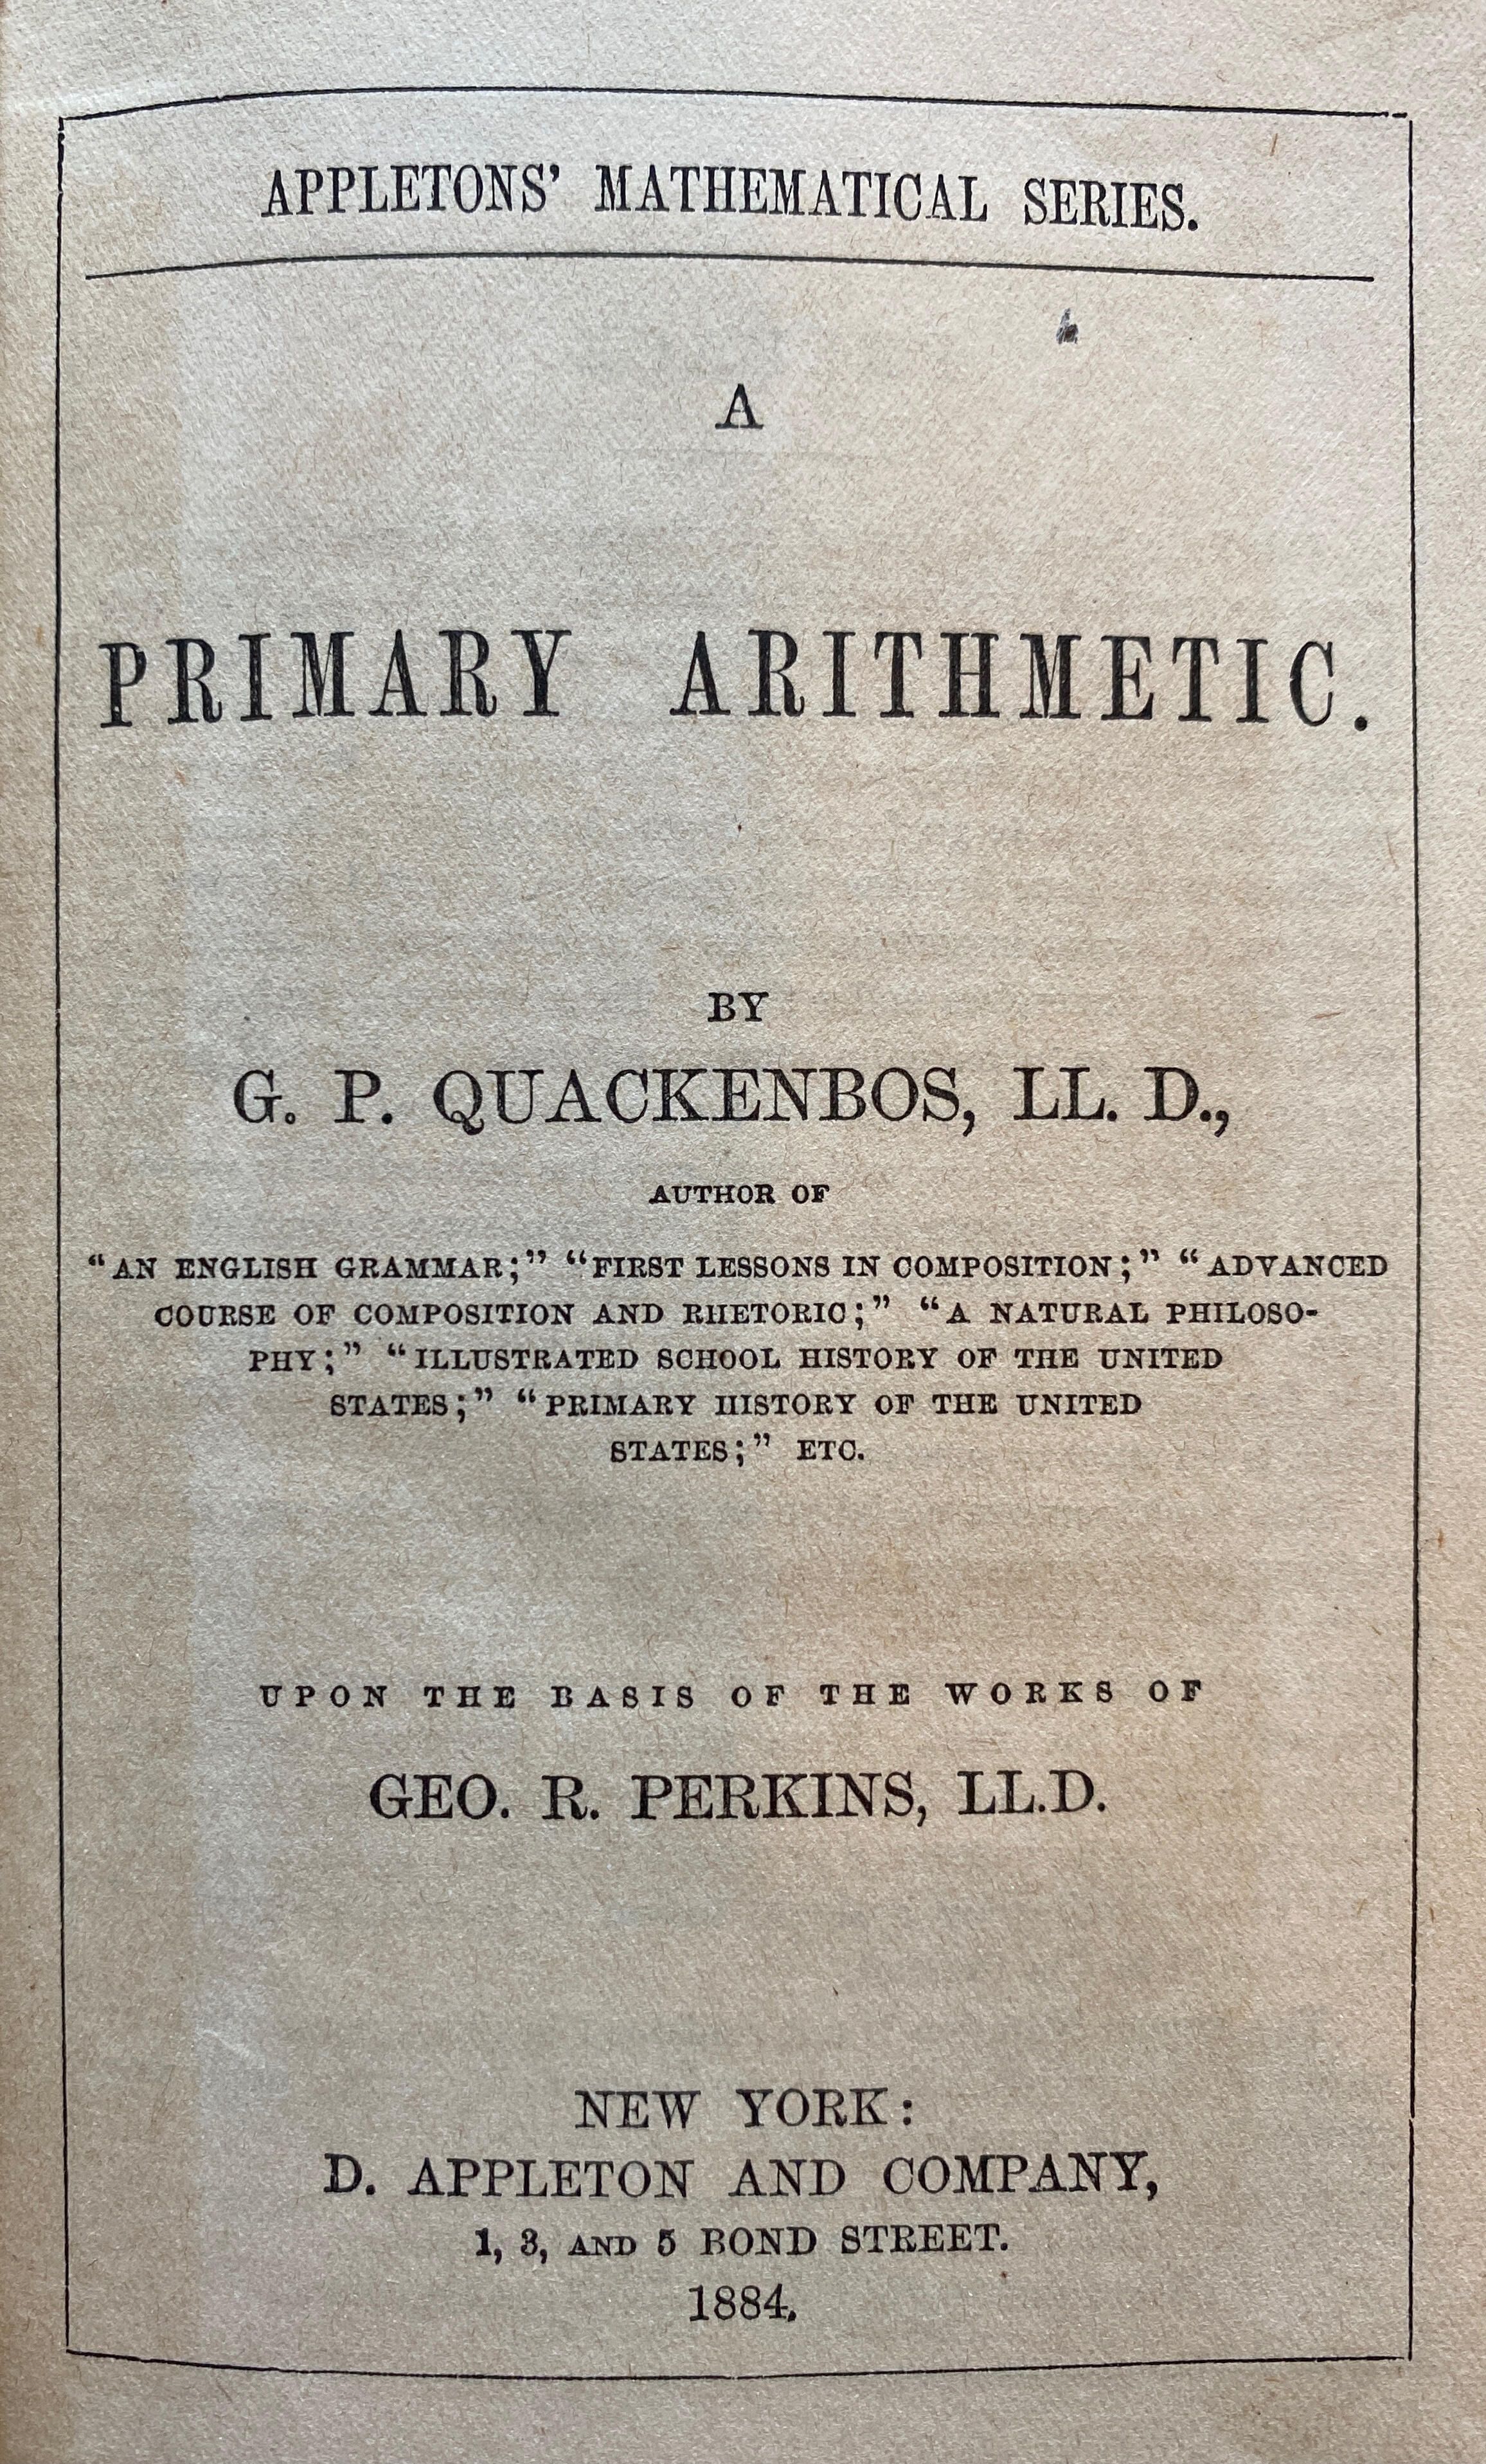 APPLETONS' MATHEMATICAL SERIES.
A
PRIMARY ARITHMETIC.
BY
G. P. QUACKENBOS, LL. D.,
AUTHOR OF
“AN ENGLISH GRAMMAR;” “FIRST LESSONS IN COMPOSITION;” “ADVANCED
COURSE OF COMPOSITION AND RHETORIC;” “A NATURAL PHILOSO-
PHY;” “ILLUSTRATED SCHOOL HISTORY OF THE UNITED
STATES;” “PRIMARY HISTORY OF THE UNITED
STATES;” ETC.
UPON THE BASIS OF THE WORKS OF
GEO. R. PERKINS, LL.D.
NEW YORK:
D. APPLETON AND COMPANY,
1, 3, AND 5 BOND STREET.
1884.